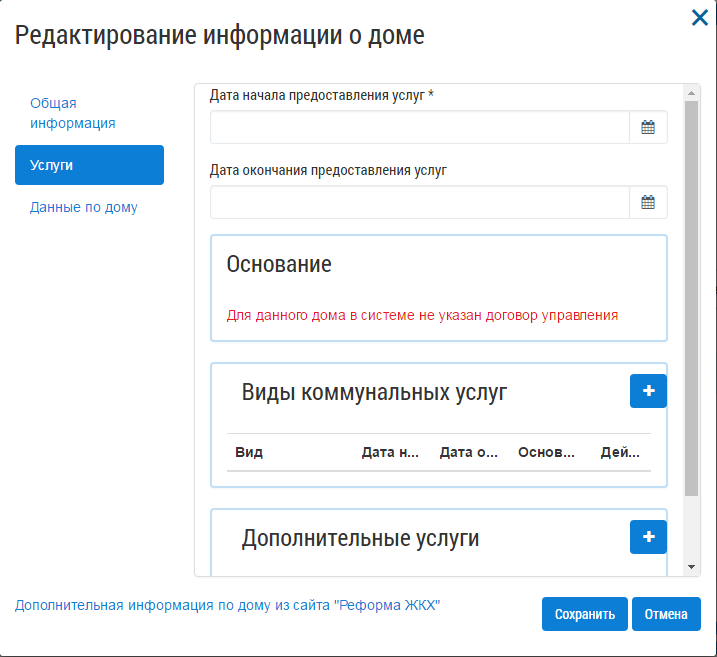 Редактирование информации о доме
Общая
информация
Услуги
Данные по дому
Дата начала предоставления услуг *
Дата окончания предоставления услуг
Основание
Для данного дома в системе не указан договор управления
Виды коммунальных услуг
Вид Дата н... Дата о... Основ... Дей...
Дополнительные услуги
Дополнительная информация по дому из сайта "Реформа ЖКХ"
Сохранить Отмена